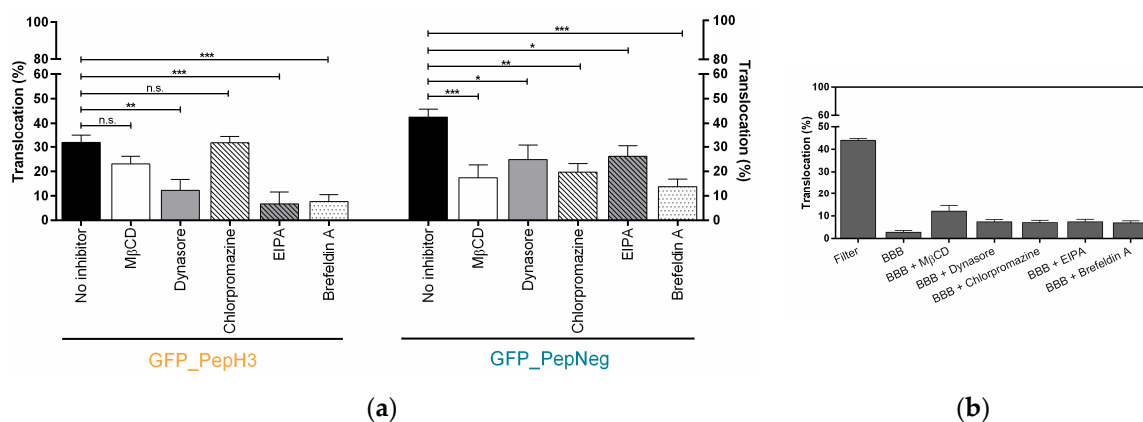 100
80
60
50
40
30
20
10
0
Translocation (%)
***
***
n.s.
**
n.s.
No inhibitor
MβCD
Dynasore
Chlorpromazine
EIPA
Brefeldin A
GFP_PepH3
***
*
**
*
***
No inhibitor
MβCD
Dynasore
Chlorpromazine
EIPA
Brefeldin A
GFP_PepNeg
100
80
60
50
40
30
20
10
0
Translocation (%)
(a)
100
60
50
40
30
20
10
0
Translocation (%)
Filter
BBB
BBB + MβCD
BBB + Dynasore
BBB + Chlorpromazine
BBB + EIPA
BBB + Brefeldin A
(b)